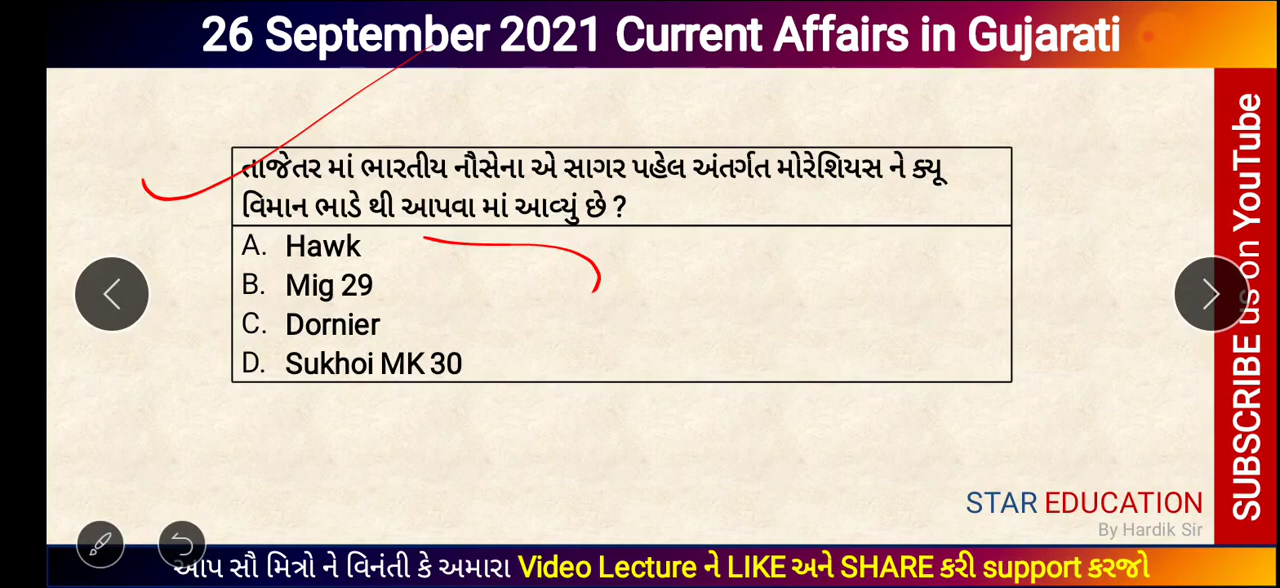 26 September 2021 Current Affairs in Gujarati
તાજેતર માં ભારતીય નૌસેના એ સાગર પહેલ અંતર્ગત મોરેશિયસ ને ક્યૂ
વિમાન ભાડે થી આપવા માં આવ્યું છે ?
A. Hawk
B. Mig 29
C. Dornier
D. Sukhoi MK 30
STAR EDUCATION
By Hardik Sir
SUBSCRIBE us on YouTube
આપ સૌ મિત્રો ને વિનંતી કે અમારા Video Lecture ને LIKE અને SHARE કરી support કરજો